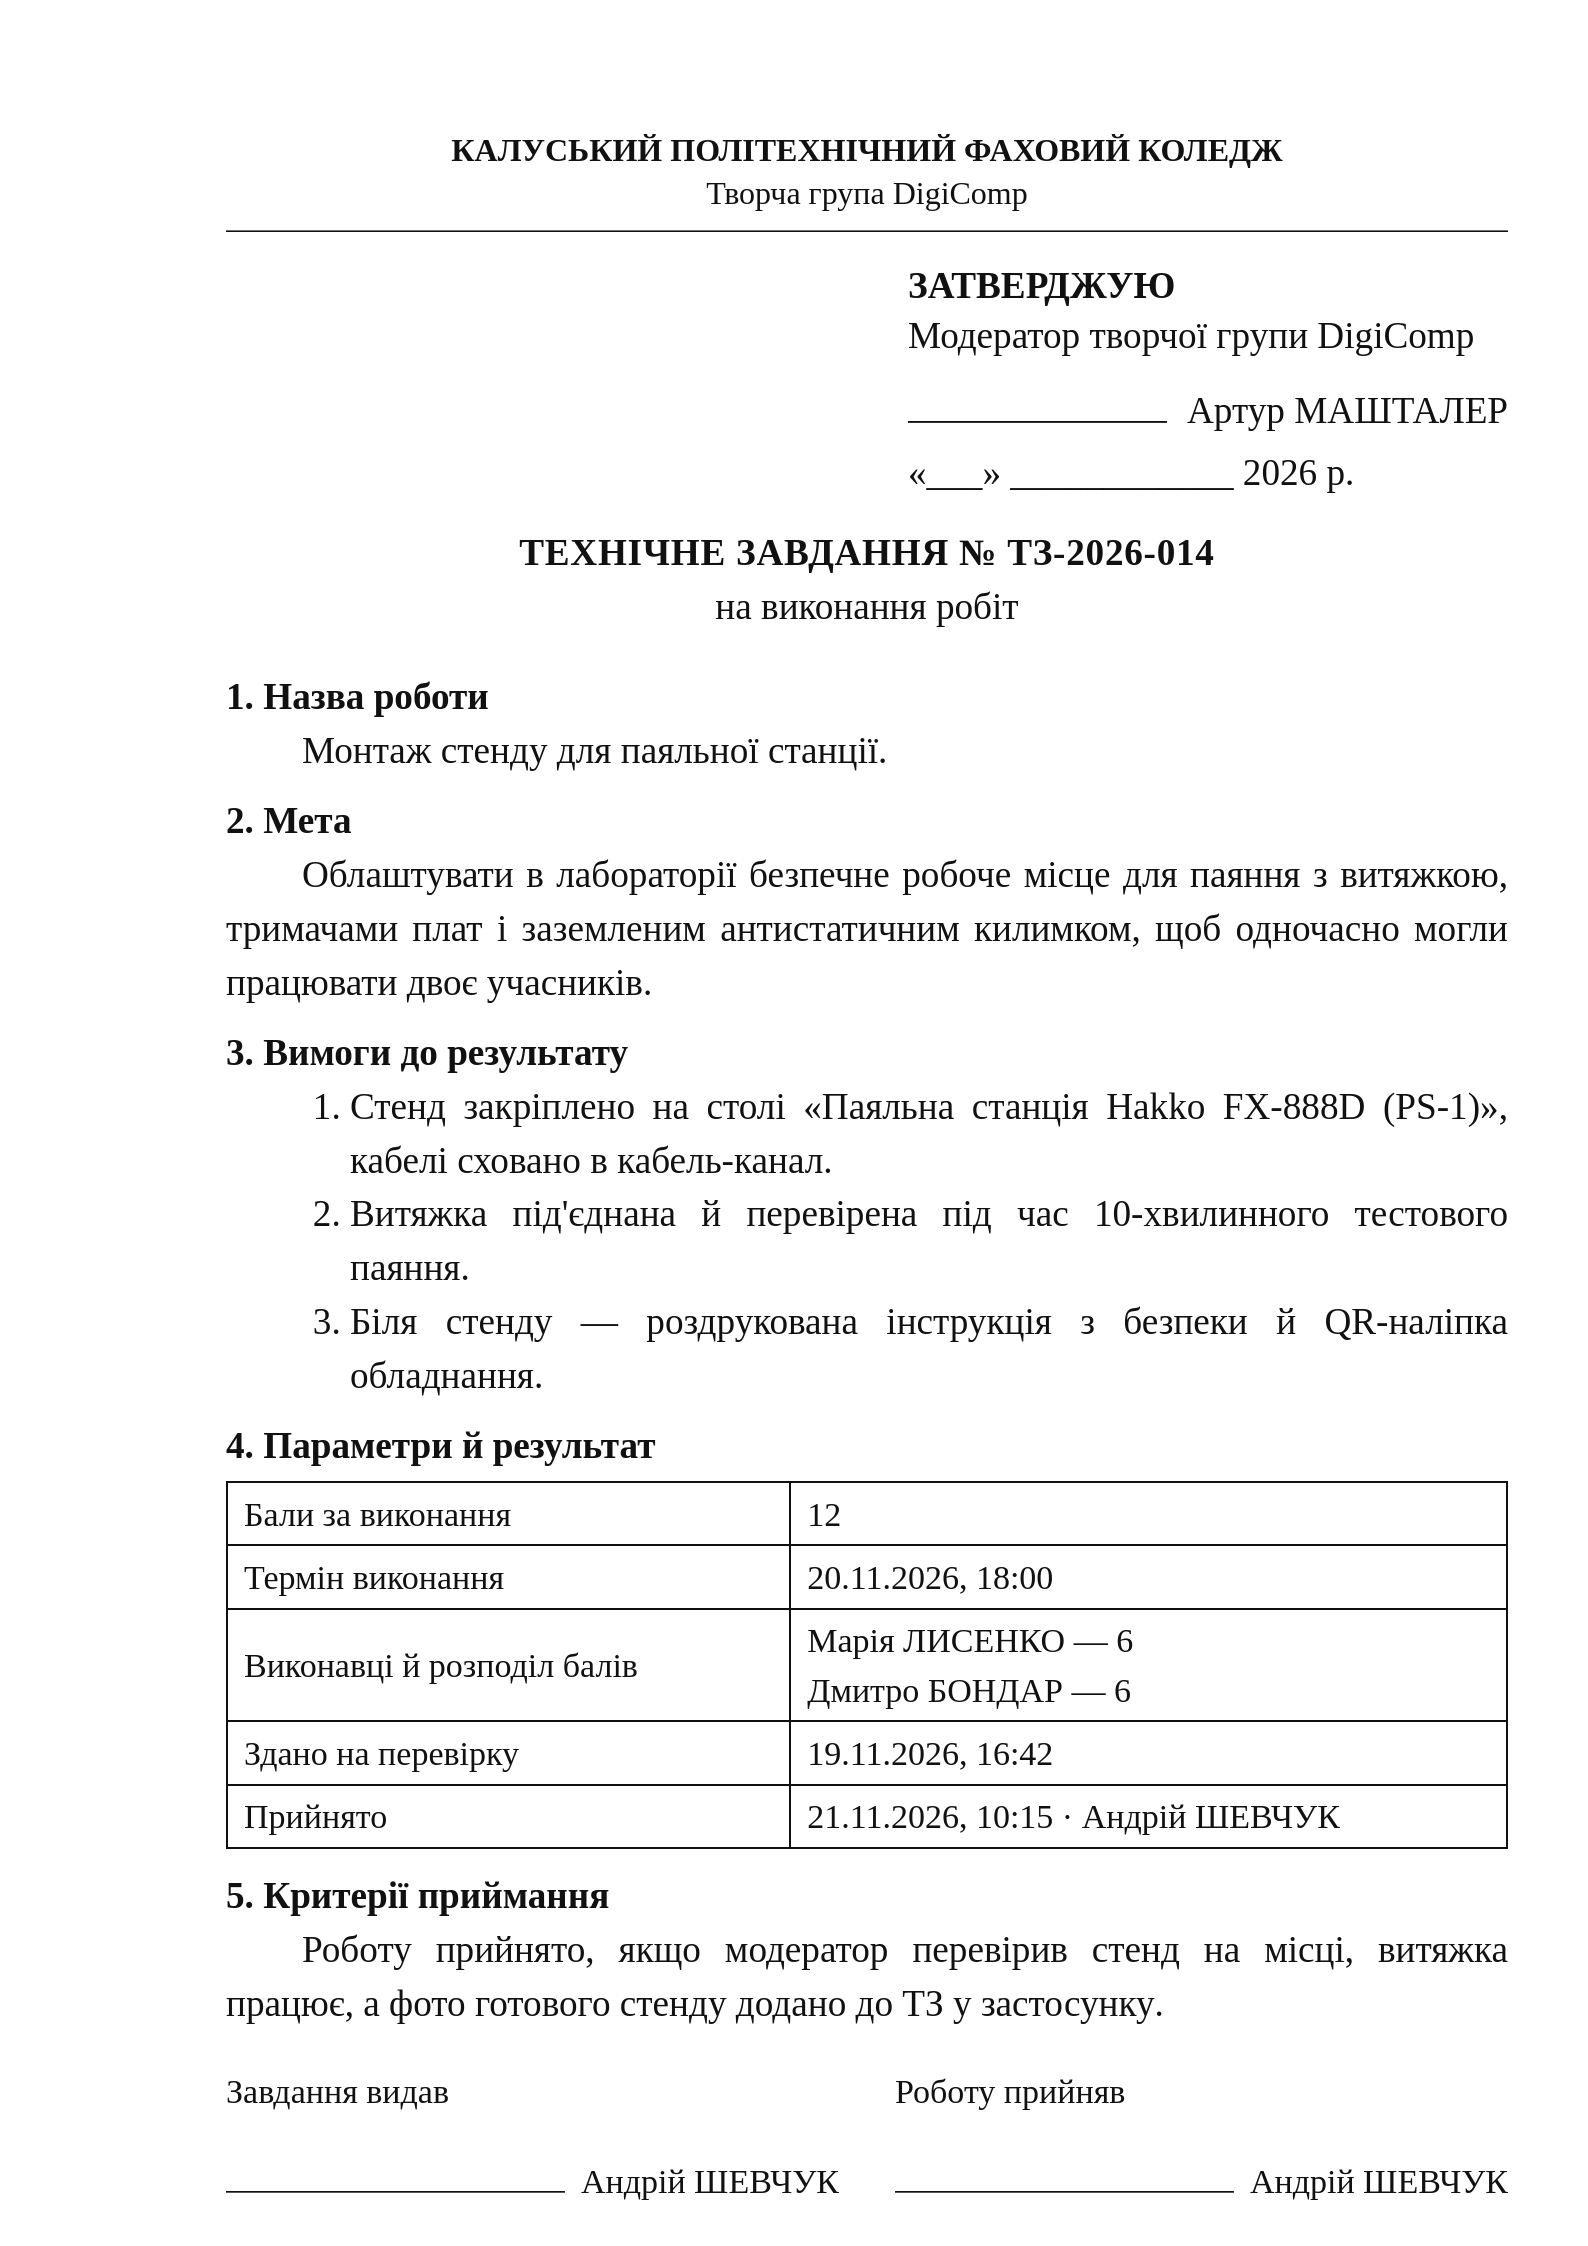 КАЛУСЬКИЙ ПОЛІТЕХНІЧНИЙ ФАХОВИЙ КОЛЕДЖ
Творча група DigiComp
ЗАТВЕРДЖУЮ
Модератор творчої групи DigiComp
Артур МАШТАЛЕР
«___» ____________ 2026 р.
ТЕХНІЧНЕ ЗАВДАННЯ № ТЗ-2026-014
на виконання робіт
1. Назва роботи
Монтаж стенду для паяльної станції.
2. Мета
Облаштувати в лабораторії безпечне робоче місце для паяння з витяжкою,
тримачами плат і заземленим антистатичним килимком, щоб одночасно могли
працювати двоє учасників.
3. Вимоги до результату
1. Стенд закріплено на столі «Паяльна станція Hakko FX-888D (PS-1)»,
кабелі сховано в кабель-канал.
2. Витяжка під'єднана й перевірена під час 10-хвилинного тестового
паяння.
3. Біля стенду — роздрукована інструкція з безпеки й QR-наліпка
обладнання.
4. Параметри й результат
Бали за виконання 12
Термін виконання 20.11.2026, 18:00
Виконавці й розподіл балів Марія ЛИСЕНКО — 6
Дмитро БОНДАР — 6
Здано на перевірку 19.11.2026, 16:42
Прийнято 21.11.2026, 10:15 · Андрій ШЕВЧУК
5. Критерії приймання
Роботу прийнято, якщо модератор перевірив стенд на місці, витяжка
працює, а фото готового стенду додано до ТЗ у застосунку.
Завдання видав Роботу прийняв
Андрій ШЕВЧУК Андрій ШЕВЧУК